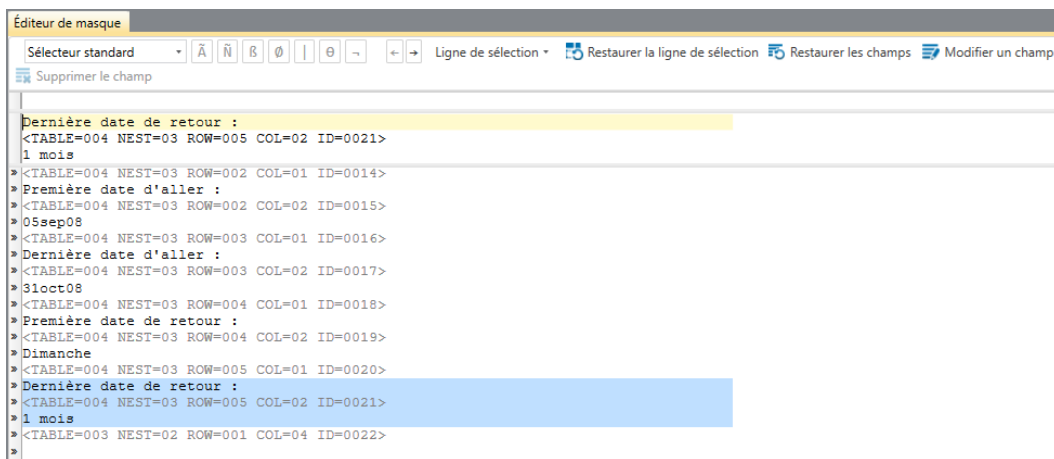 Éditeur de masque
Sélecteur standard Ã Ñ ß Ø | θ ¬ ← → Ligne de sélection Restaurer la ligne de sélection Restaurer les champs Modifier un champ
Supprimer le champ
Dernière date de retour :
<TABLE=004 NEST=03 ROW=005 COL=02 ID=0021>
1 mois
» <TABLE=004 NEST=03 ROW=002 COL=01 ID=0014>
» Première date d'aller :
» <TABLE=004 NEST=03 ROW=002 COL=02 ID=0015>
» 05sep08
» <TABLE=004 NEST=03 ROW=003 COL=01 ID=0016>
» Dernière date d'aller :
» <TABLE=004 NEST=03 ROW=003 COL=02 ID=0017>
» 31oct08
» <TABLE=004 NEST=03 ROW=004 COL=01 ID=0018>
» Première date de retour :
» <TABLE=004 NEST=03 ROW=004 COL=02 ID=0019>
» Dimanche
» <TABLE=004 NEST=03 ROW=005 COL=01 ID=0020>
» Dernière date de retour :
» <TABLE=004 NEST=03 ROW=005 COL=02 ID=0021>
» 1 mois
» <TABLE=003 NEST=02 ROW=001 COL=04 ID=0022>
»